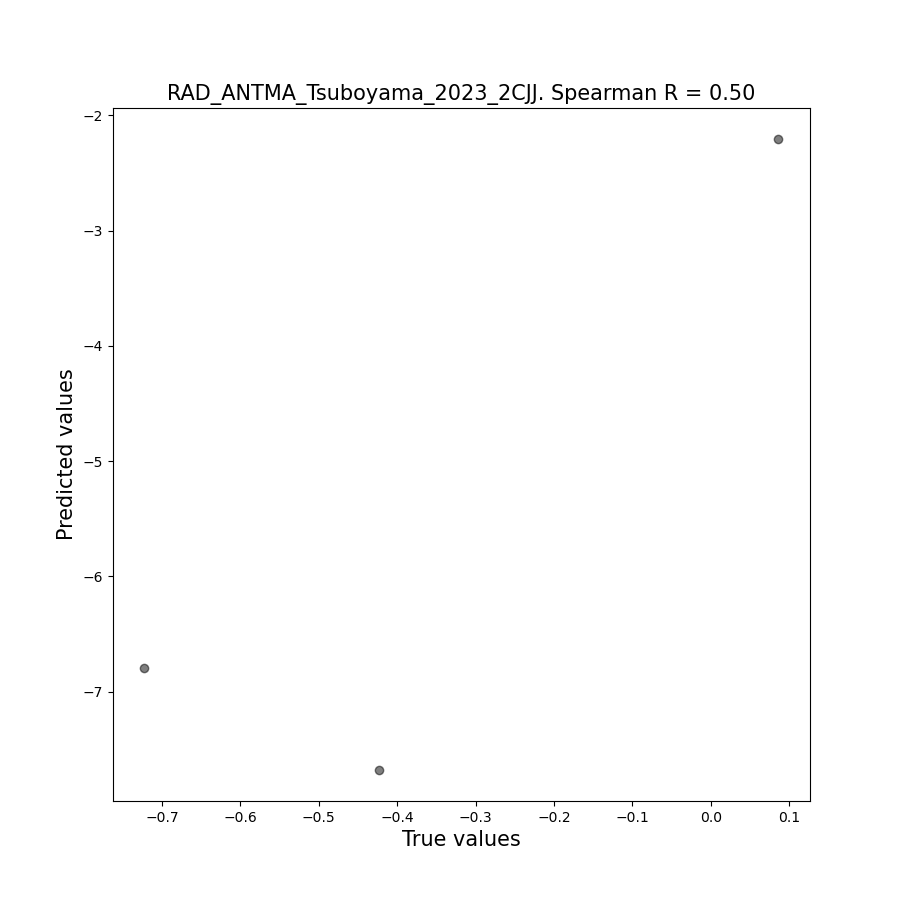 RAD_ANTMA_Tsuboyama_2023_2CJJ. Spearman R = 0.50
−2
−3
−4
−5
−6
−7
Predicted values
−0.7 −0.6 −0.5 −0.4 −0.3 −0.2 −0.1 0.0 0.1
True values